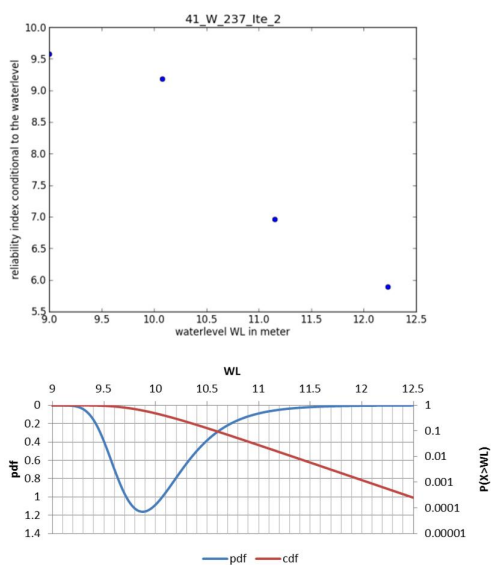 41_W_237_Ite_2
10.0
9.5
9.0
8.5
8.0
7.5
7.0
6.5
6.0
5.5
reliability index conditional to the waterlevel
9.0 9.5 10.0 10.5 11.0 11.5 12.0 12.5
waterlevel WL in meter
WL
9 9.5 10 10.5 11 11.5 12 12.5
0 1
0.2 0.1
0.4
0.6 0.01
0.8 0.001
1 0.0001
1.2
1.4 0.00001
pdf
P(X>WL)
pdf cdf